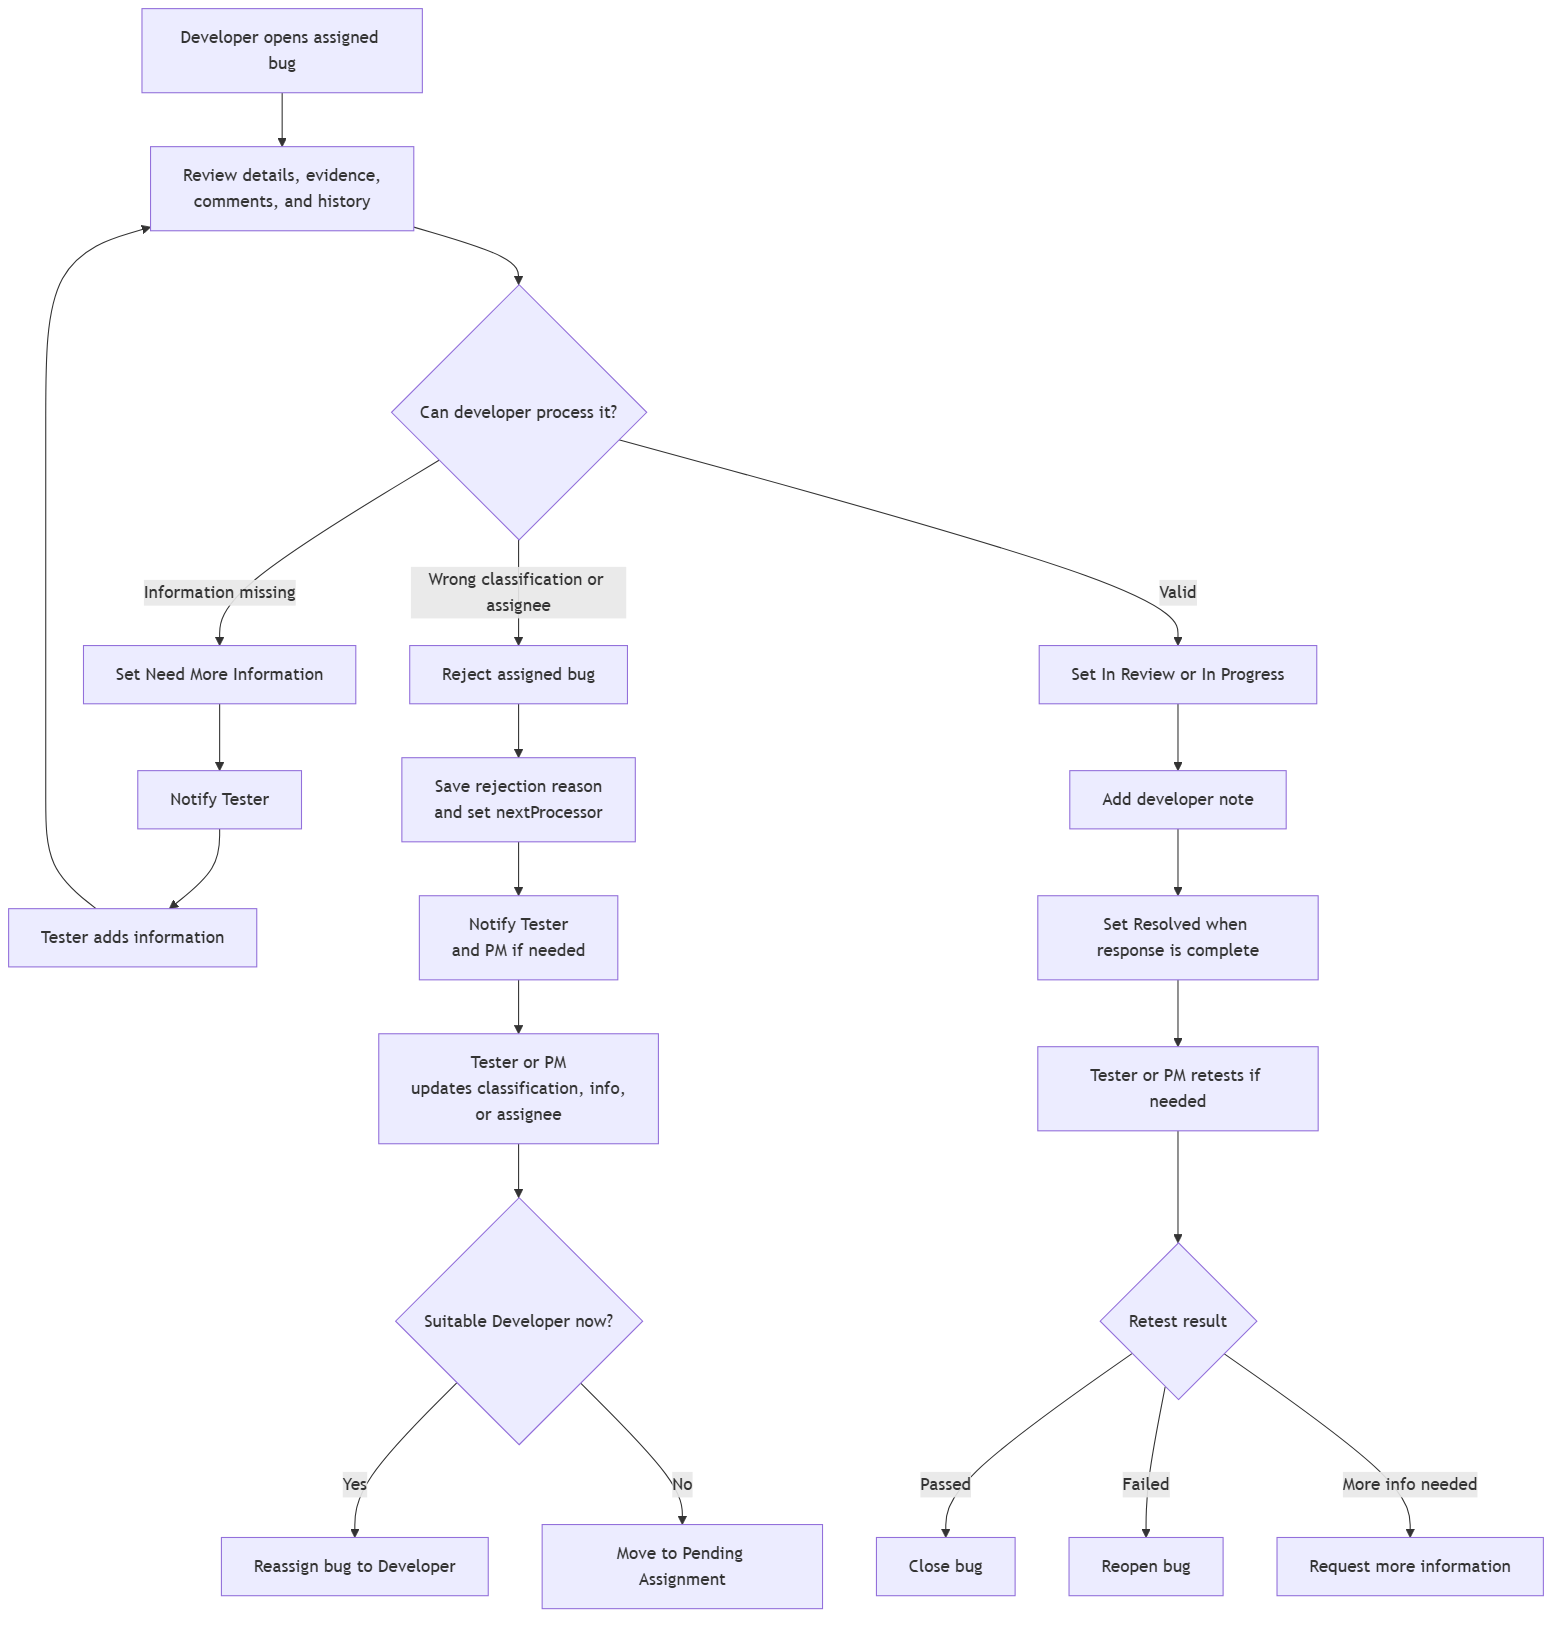 Developer opens assigned
bug
Review details, evidence,
comments, and history
Can developer process it?
Information missing
Wrong classification or
assignee
Valid
Set Need More Information
Reject assigned bug
Set In Review or In Progress
Notify Tester
Save rejection reason
and set nextProcessor
Add developer note
Tester adds information
Notify Tester
and PM if needed
Set Resolved when
response is complete
Tester or PM
updates classification, info,
or assignee
Tester or PM retests if
needed
Suitable Developer now?
Retest result
Yes
No
Passed
Failed
More info needed
Reassign bug to Developer
Move to Pending
Assignment
Close bug
Reopen bug
Request more information